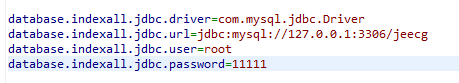 database.indexall.jdbc.driver=com.mysql.jdbc.Driver
database.indexall.jdbc.url=jdbc:mysql://127.0.0.1:3306/jeecg
database.indexall.jdbc.user=root
database.indexall.jdbc.password=11111